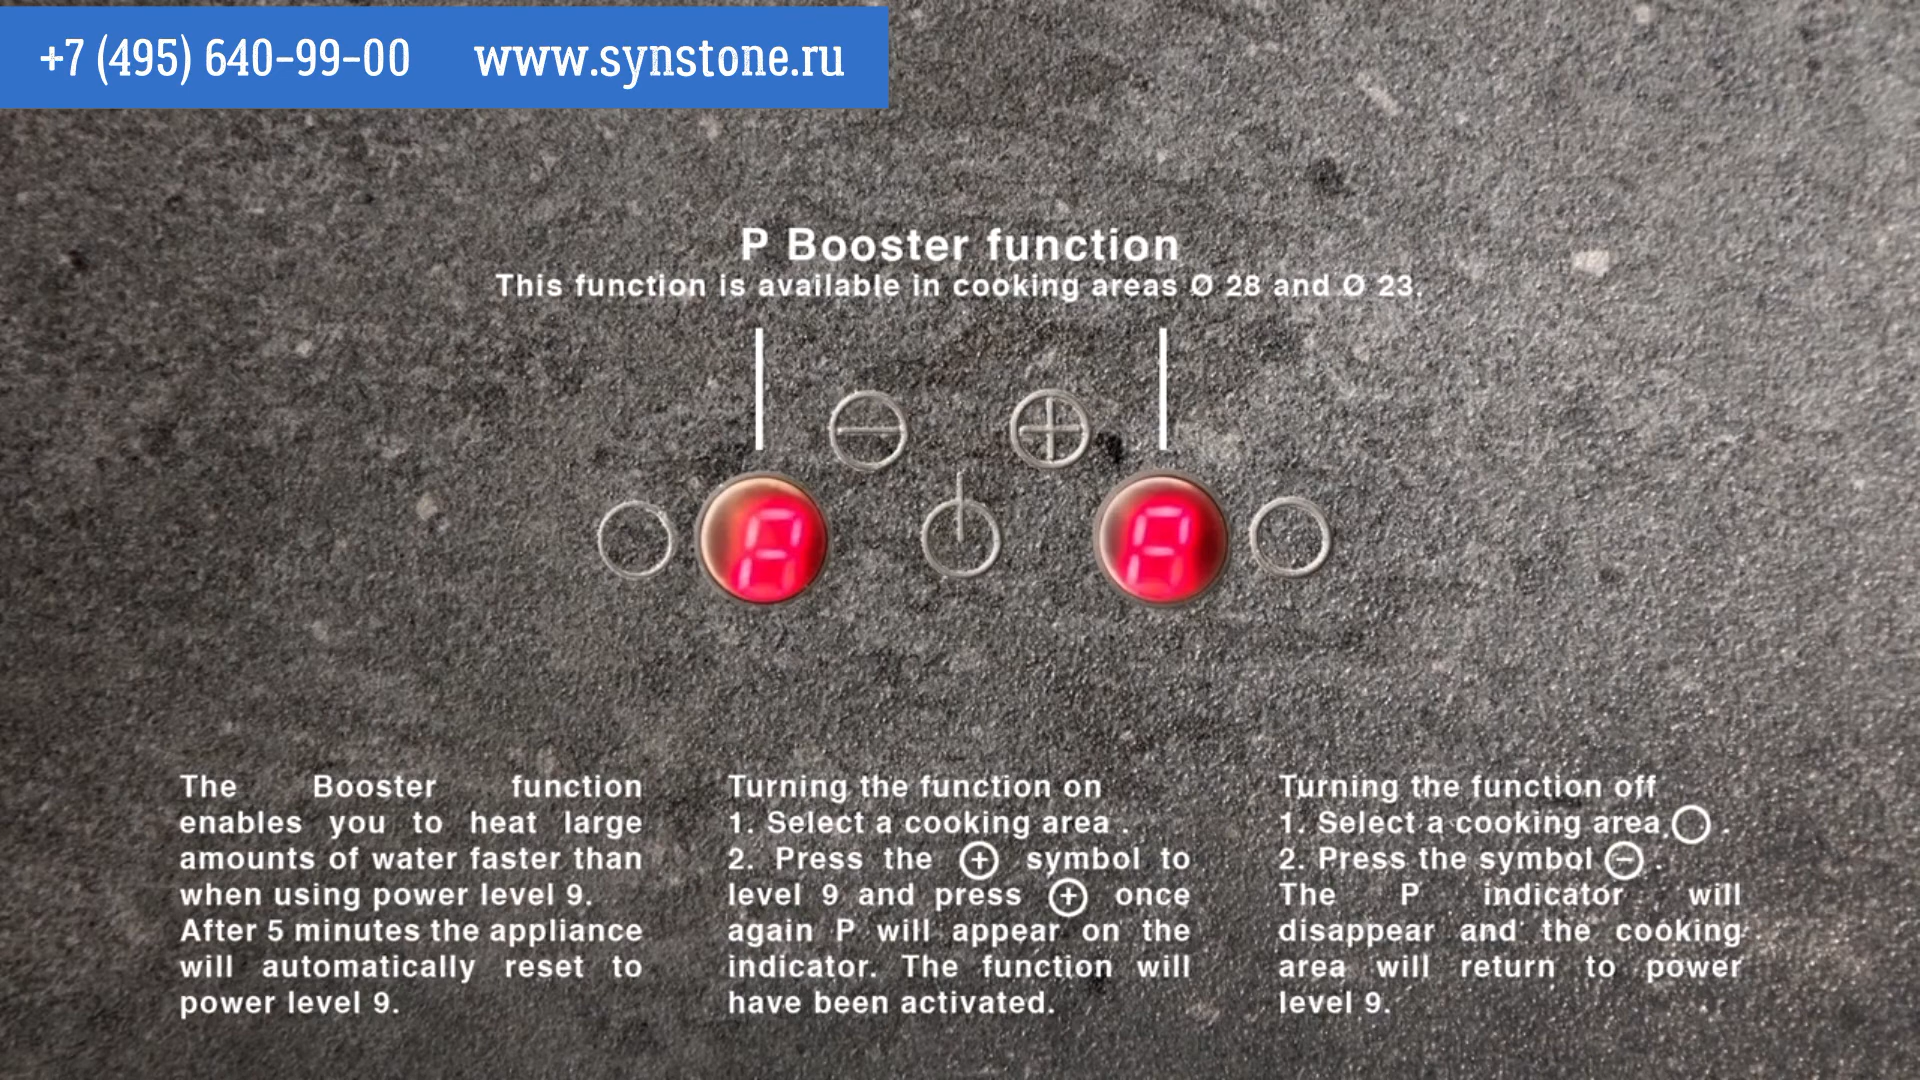 +7 (495) 640-99-00 www.synstone.ru
P Booster function
This function is available in cooking areas Ø 28 and Ø 23.
The Booster function
enables you to heat large
amounts of water faster than
when using power level 9.
After 5 minutes the appliance
will automatically reset to
power level 9.
Turning the function on
1. Select a cooking area .
2. Press the ⊕ symbol to
level 9 and press ⊕ once
again P will appear on the
indicator. The function will
have been activated.
Turning the function off
1. Select a cooking area ◯ .
2. Press the symbol ⊖ .
The P indicator will
disappear and the cooking
area will return to power
level 9.